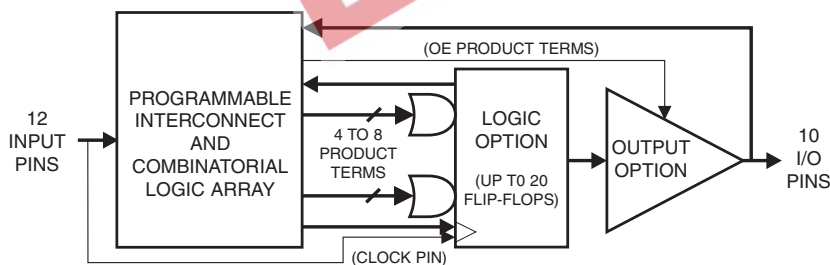 (OE PRODUCT TERMS)
12
INPUT
PINS
PROGRAMMABLE
INTERCONNECT
AND
COMBINATORIAL
LOGIC ARRAY
4 TO 8
PRODUCT
TERMS
LOGIC
OPTION
(UP T0 20
FLIP-FLOPS)
OUTPUT
OPTION
10
I/O
PINS
(CLOCK PIN)